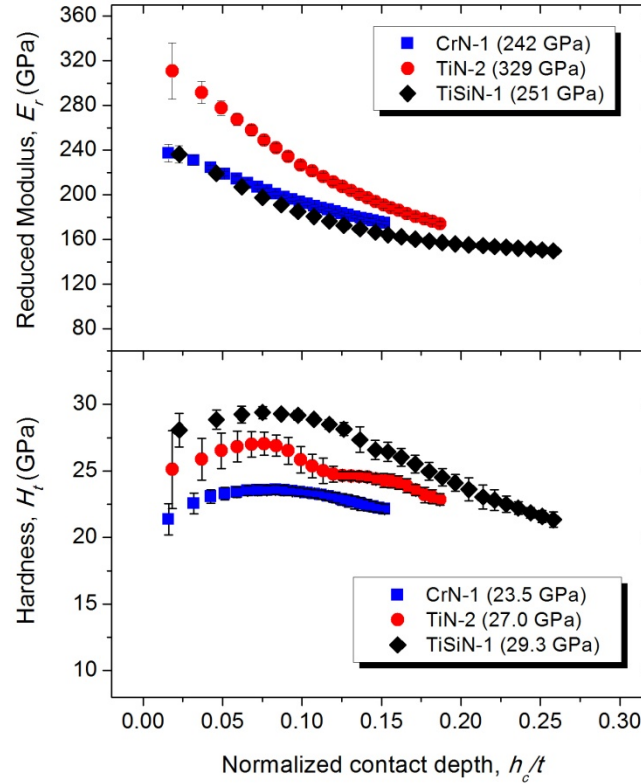 360
320
280
240
200
160
120
80
Reduced Modulus, Er (GPa)
CrN-1 (242 GPa)
TiN-2 (329 GPa)
TiSiN-1 (251 GPa)
30
25
20
15
10
Hardness, Ht (GPa)
CrN-1 (23.5 GPa)
TiN-2 (27.0 GPa)
TiSiN-1 (29.3 GPa)
0.00 0.05 0.10 0.15 0.20 0.25 0.30
Normalized contact depth, hc/t